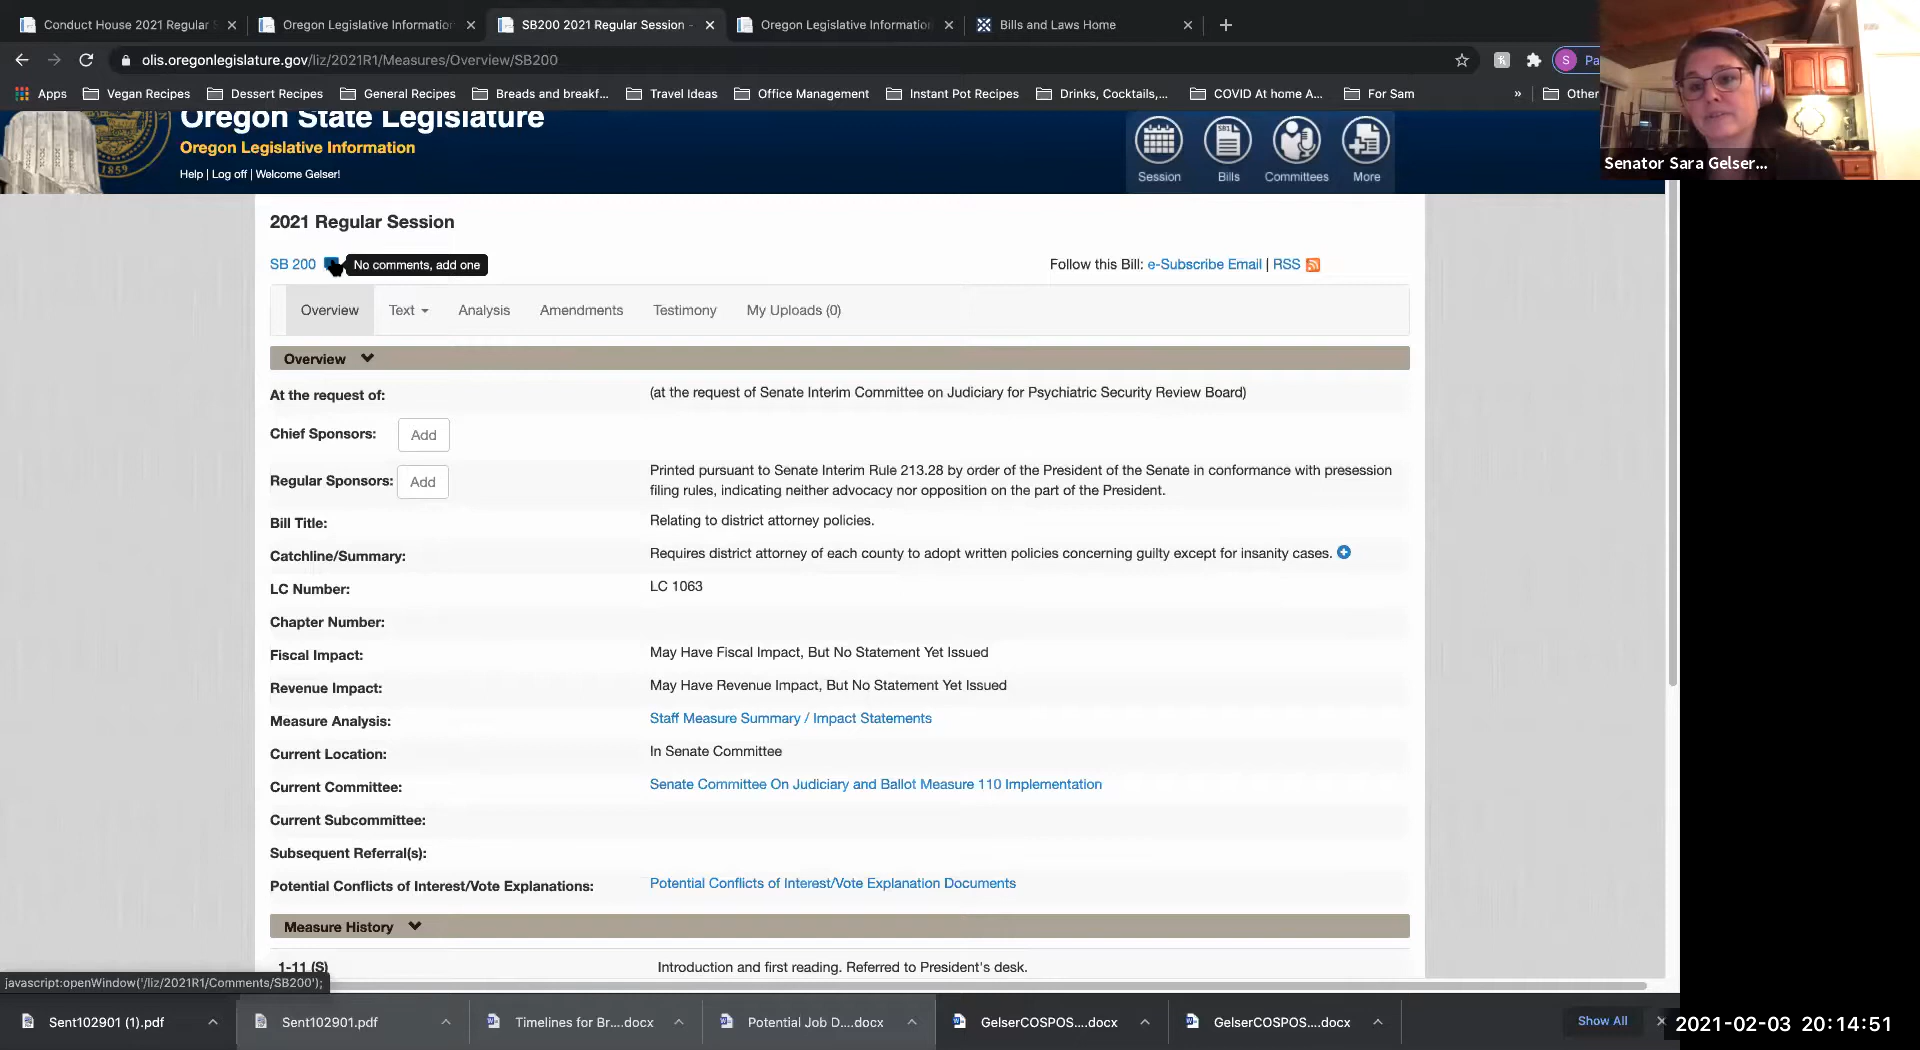 Conduct House 2021 Regular S
Oregon Legislative Information
SB200 2021 Regular Session -
Oregon Legislative Information
Bills and Laws Home
olis.oregonlegislature.gov/liz/2021R1/Measures/Overview/SB200
S
Pa
Apps
Vegan Recipes
Dessert Recipes
General Recipes
Breads and breakf...
Travel Ideas
Office Management
Instant Pot Recipes
Drinks, Cocktails,...
COVID At home A...
For Sam
»
Other
Senator Sara Gelser...
1859
Oregon State Legislature
Oregon Legislative Information
Help | Log off | Welcome Gelser!
SB1
Session
Bills
Committees
More
2021 Regular Session
SB 200
No comments, add one
Follow this Bill: e-Subscribe Email | RSS
Overview
Text
Analysis
Amendments
Testimony
My Uploads (0)
Overview
At the request of:
(at the request of Senate Interim Committee on Judiciary for Psychiatric Security Review Board)
Chief Sponsors:
Add
Regular Sponsors:
Add
Printed pursuant to Senate Interim Rule 213.28 by order of the President of the Senate in conformance with presession
filing rules, indicating neither advocacy nor opposition on the part of the President.
Bill Title:
Relating to district attorney policies.
Catchline/Summary:
Requires district attorney of each county to adopt written policies concerning guilty except for insanity cases.
LC Number:
LC 1063
Chapter Number:
Fiscal Impact:
May Have Fiscal Impact, But No Statement Yet Issued
Revenue Impact:
May Have Revenue Impact, But No Statement Yet Issued
Measure Analysis:
Staff Measure Summary / Impact Statements
Current Location:
In Senate Committee
Current Committee:
Senate Committee On Judiciary and Ballot Measure 110 Implementation
Current Subcommittee:
Subsequent Referral(s):
Potential Conflicts of Interest/Vote Explanations:
Potential Conflicts of Interest/Vote Explanation Documents
Measure History
1-11 (S)
Introduction and first reading. Referred to President's desk.
javascript:openWindow('/liz/2021R1/Comments/SB200');
Sent102901 (1).pdf
Sent102901.pdf
Timelines for Br....docx
Potential Job D....docx
GelserCOSPOS....docx
GelserCOSPOS....docx
Show All
2021-02-03 20:14:51